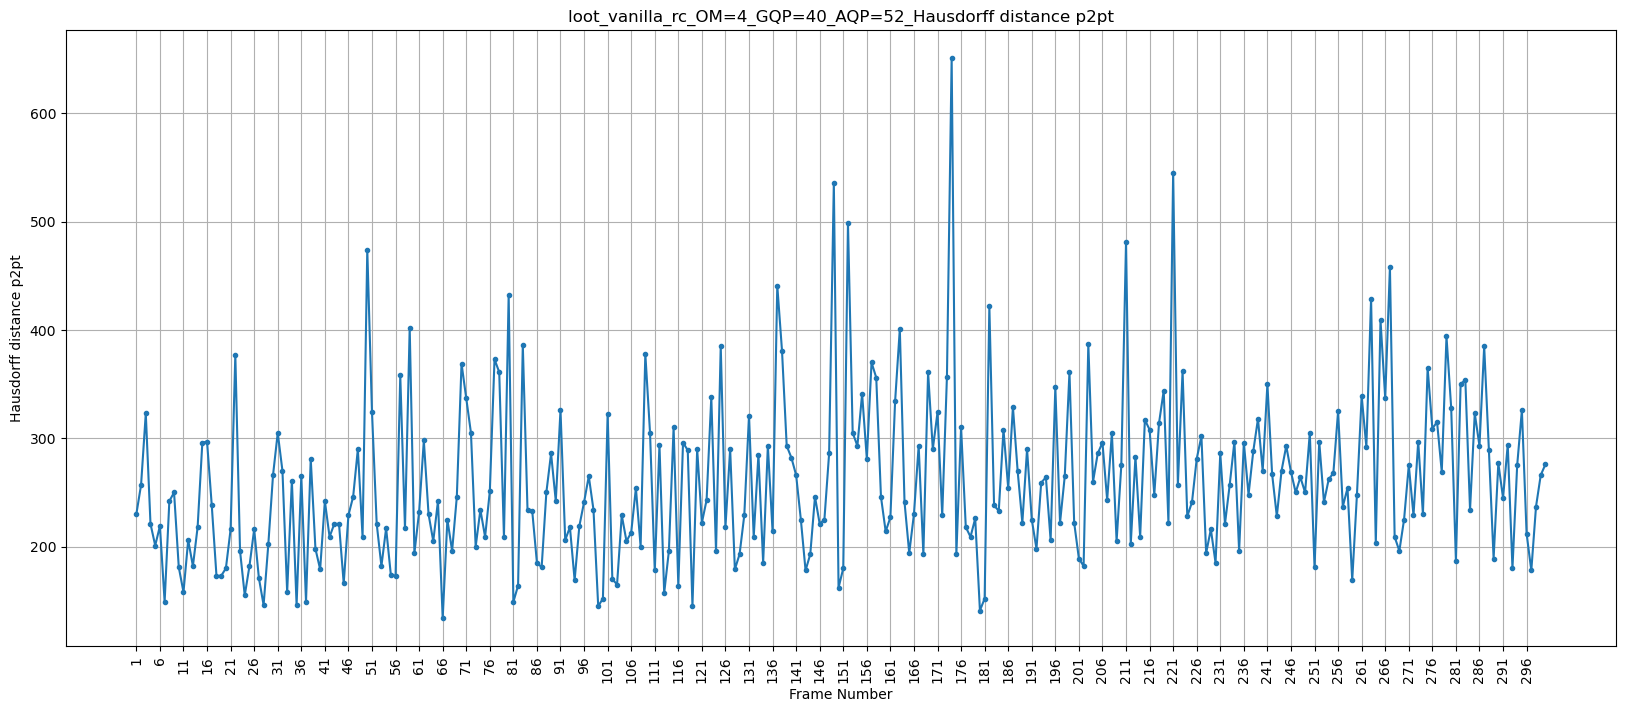 loot_vanilla_rc_OM=4_GQP=40_AQP=52_Hausdorff distance p2pt
Hausdorff distance p2pt
600
500
400
300
200
1 6 11 16 21 26 31 36 41 46 51 56 61 66 71 76 81 86 91 96 101 106 111 116 121 126 131 136 141 146 151 156 161 166 171 176 181 186 191 196 201 206 211 216 221 226 231 236 241 246 251 256 261 266 271 276 281 286 291 296
Frame Number